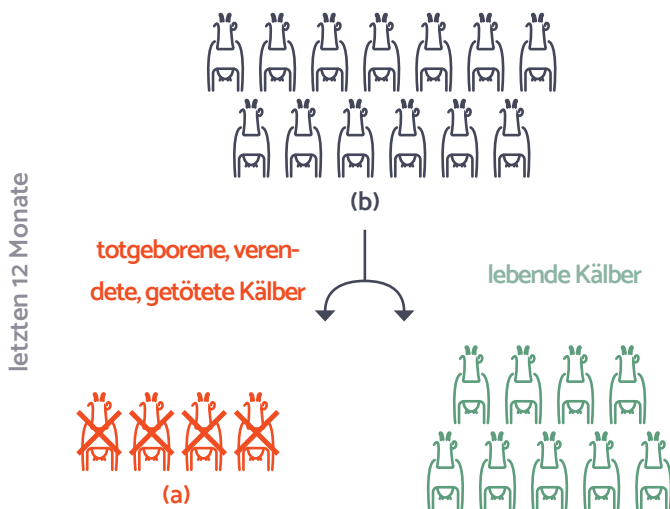 (b)
letzten 12 Monate
totgeborene, veren-
dete, getötete Kälber
lebende Kälber
(a)